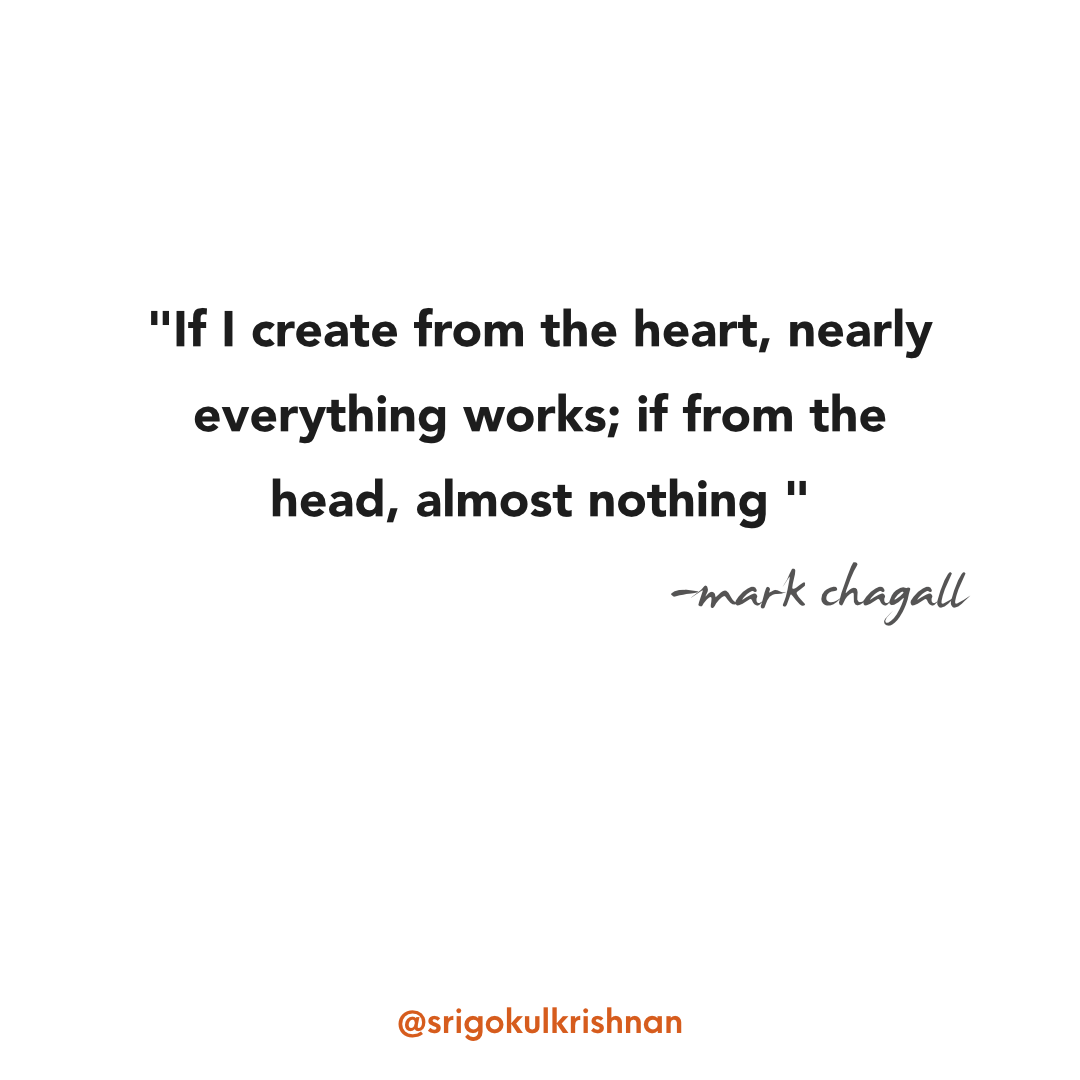 "If I create from the heart, nearly
everything works; if from the
head, almost nothing "
-mark chagall
@srigokulkrishnan